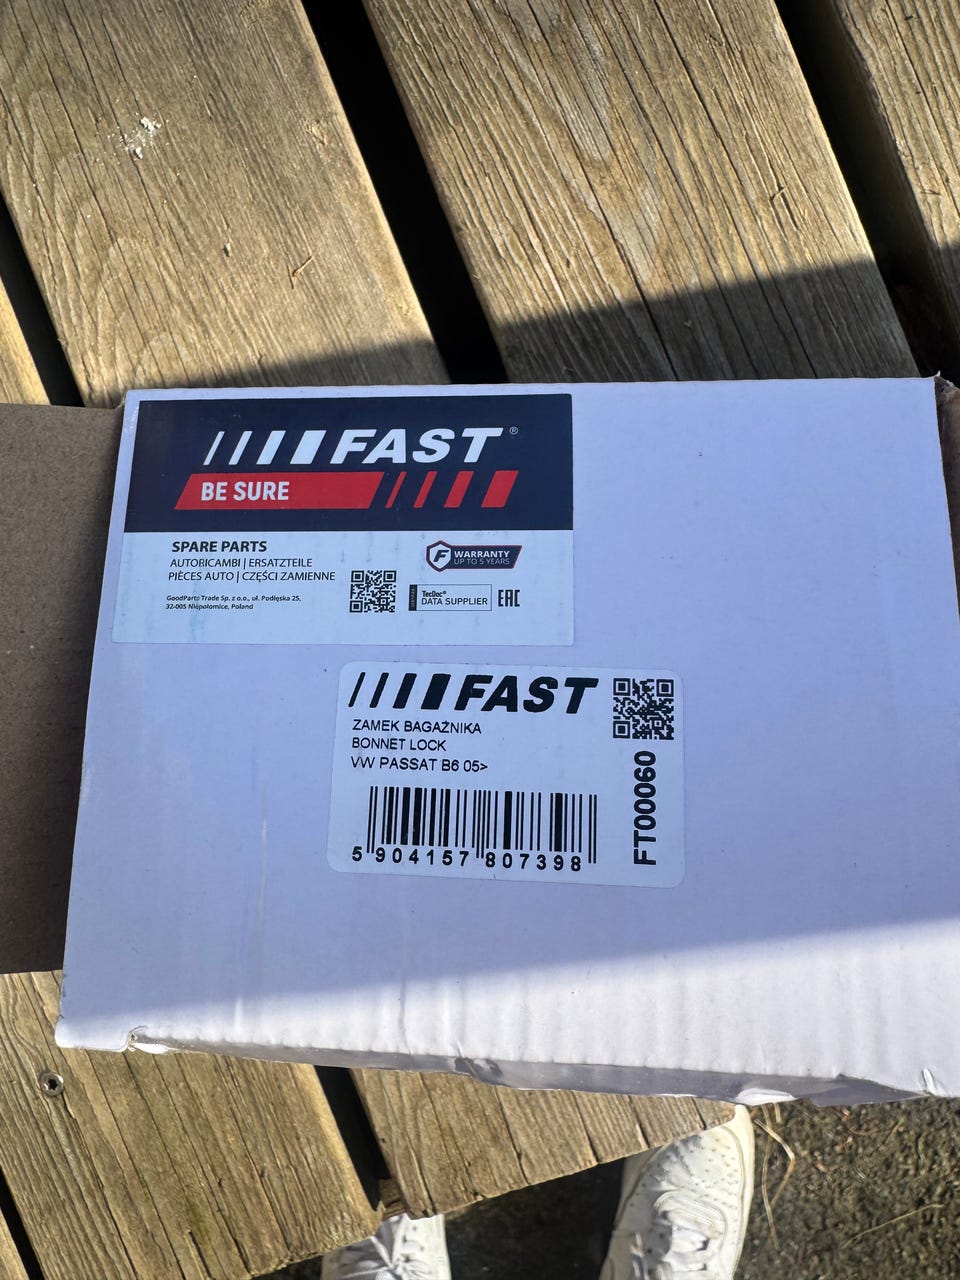 FAST®
BE SURE
SPARE PARTS
AUTORICAMBI | ERSATZTEILE
PIÈCES AUTO | CZĘŚCI ZAMIENNE
GoodParts Trade Sp. z o.o., ul. Podłęska 25,
32-005 Niepołomice, Poland
F WARRANTY
UP TO 5 YEARS
TecDoc®
DATA SUPPLIER
EAC
FAST
ZAMEK BAGAŻNIKA
BONNET LOCK
VW PASSAT B6 05>
5 904157 807398
FT00060